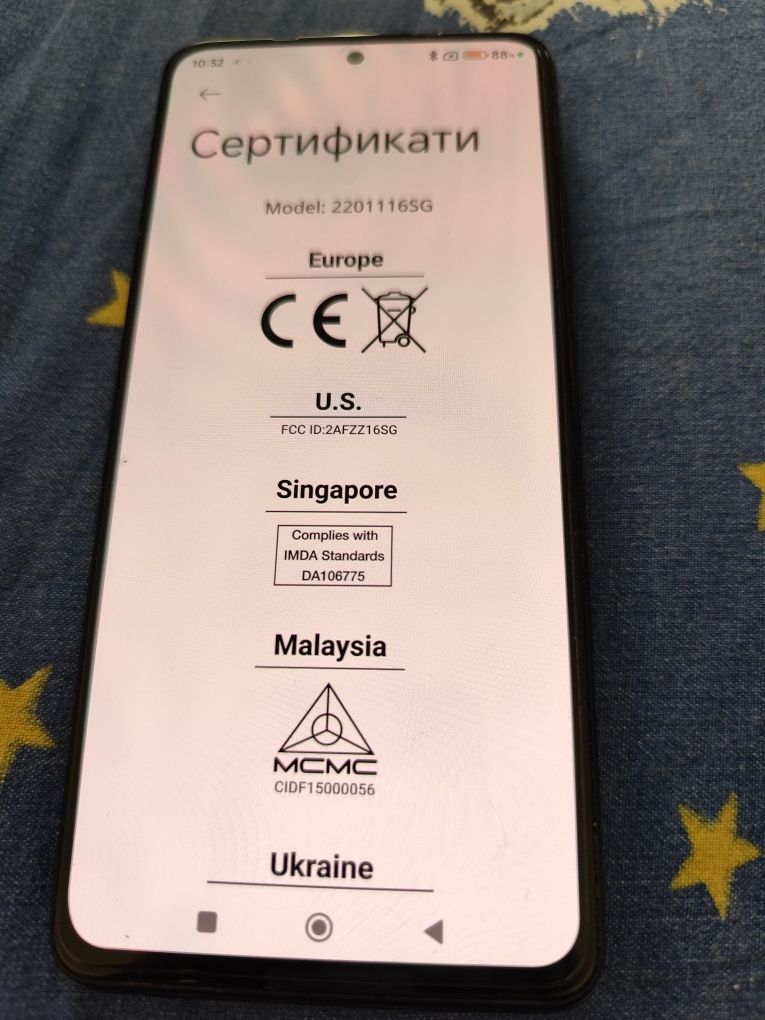 10:32
88%
Сертификати
Model: 2201116SG
Europe
CE
U.S.
FCC ID:2AFZZ16SG
Singapore
Complies with
IMDA Standards
DA106775
Malaysia
MCMC
CIDF15000056
Ukraine